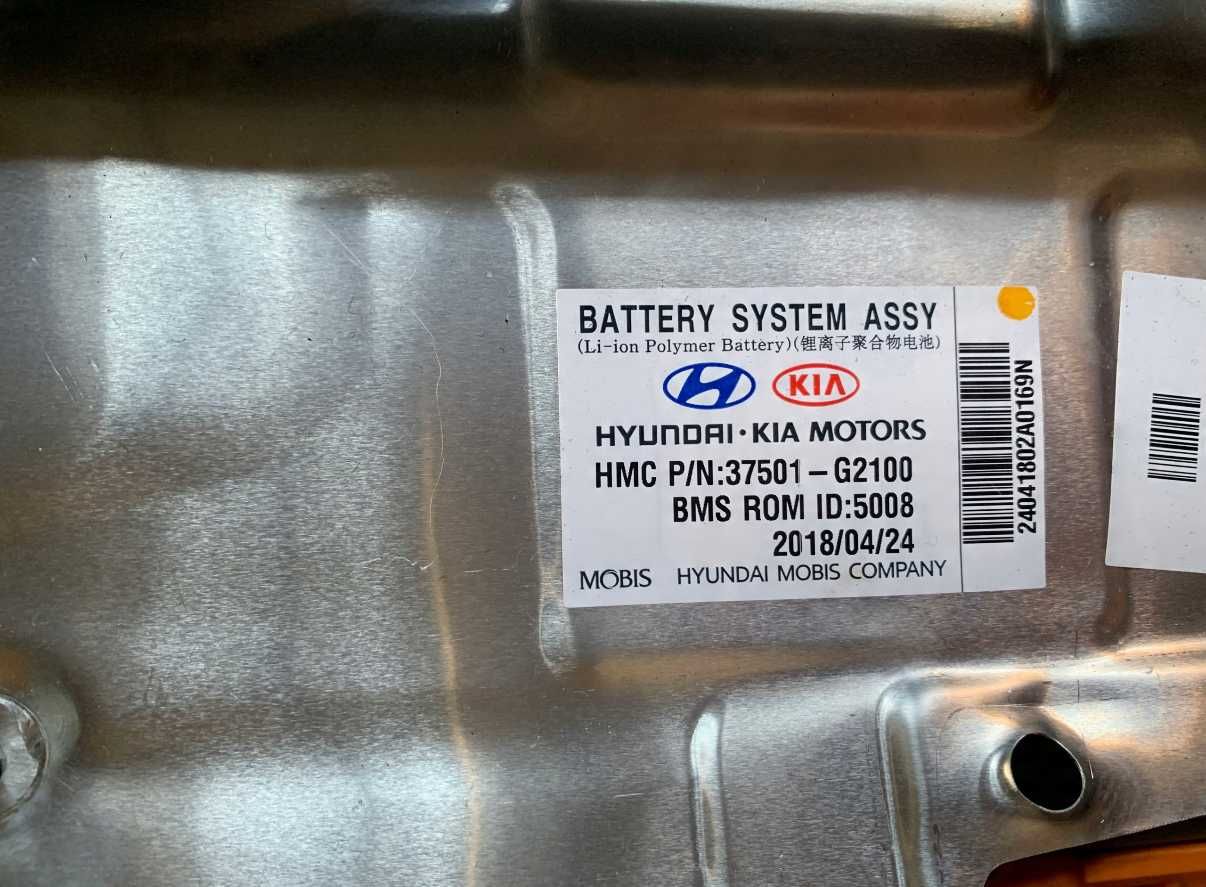 BATTERY SYSTEM ASSY
(Li-ion Polymer Battery)(锂离子聚合物电池)
KIA
HYUNDAI·KIA MOTORS
HMC P/N:37501-G2100
BMS ROM ID:5008
2018/04/24
MOBIS HYUNDAI MOBIS COMPANY
24041802A0169N